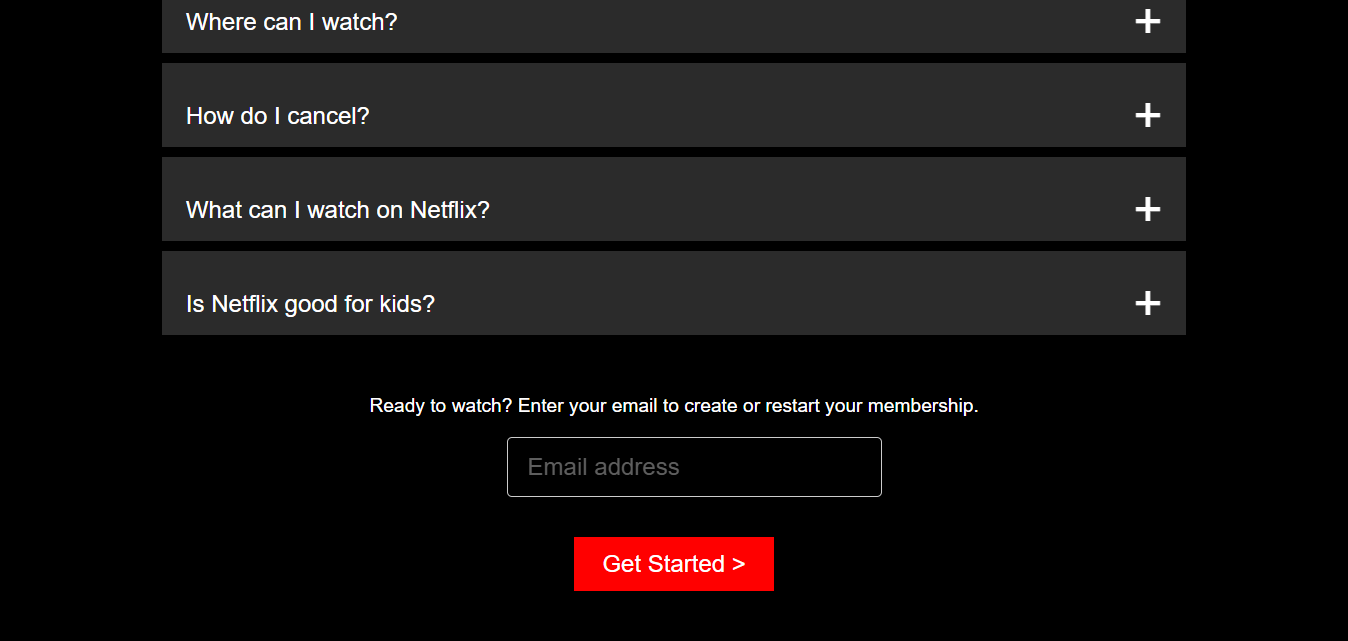 Where can I watch?
How do I cancel?
What can I watch on Netflix?
Is Netflix good for kids?
Ready to watch? Enter your email to create or restart your membership.
Email address
Get Started >